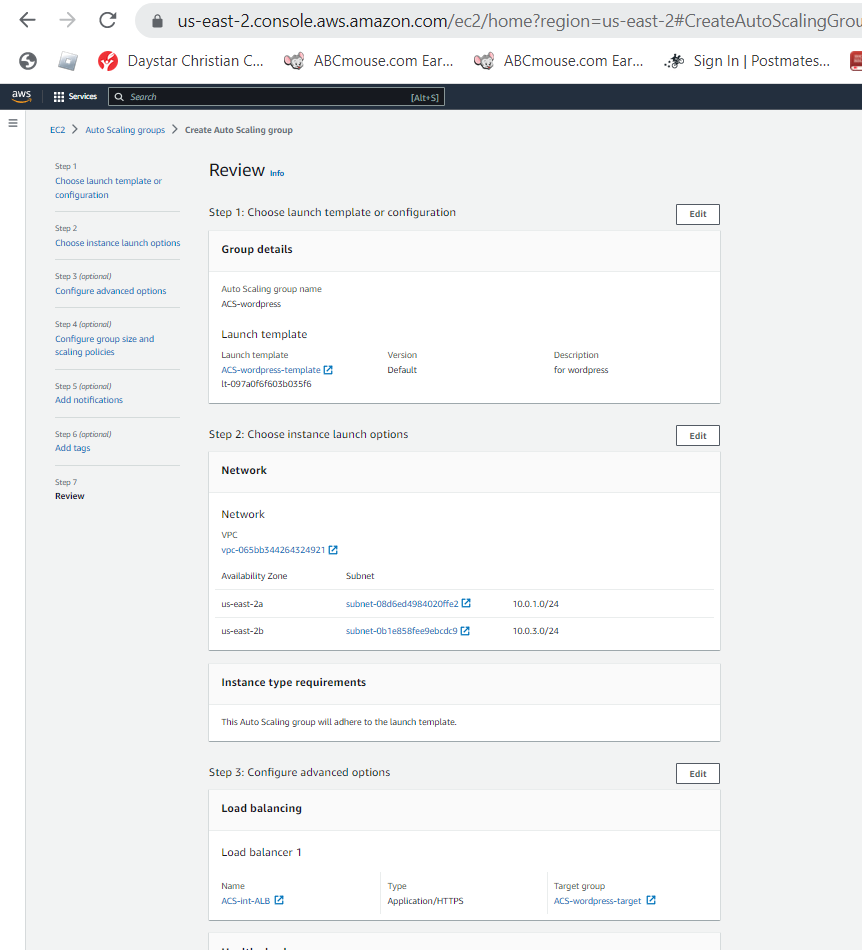 us-east-2.console.aws.amazon.com/ec2/home?region=us-east-2#CreateAutoScalingGrou
Daystar Christian C... ABCmouse.com Ear... ABCmouse.com Ear... Sign In | Postmates...
aws Services Search [Alt+S]
EC2 > Auto Scaling groups > Create Auto Scaling group
Step 1
Choose launch template or
configuration
Step 2
Choose instance launch options
Step 3 (optional)
Configure advanced options
Step 4 (optional)
Configure group size and
scaling policies
Step 5 (optional)
Add notifications
Step 6 (optional)
Add tags
Step 7
Review
Review Info
Step 1: Choose launch template or configuration Edit
Group details
Auto Scaling group name
ACS-wordpress
Launch template
Launch template Version Description
ACS-wordpress-template Default for wordpress
lt-097a0f6f603b035f6
Step 2: Choose instance launch options Edit
Network
Network
VPC
vpc-065bb344264324921
Availability Zone Subnet
us-east-2a subnet-08d6ed4984020ffe2 10.0.1.0/24
us-east-2b subnet-0b1e858fee9ebcdc9 10.0.3.0/24
Instance type requirements
This Auto Scaling group will adhere to the launch template.
Step 3: Configure advanced options Edit
Load balancing
Load balancer 1
Name Type Target group
ACS-int-ALB Application/HTTPS ACS-wordpress-target